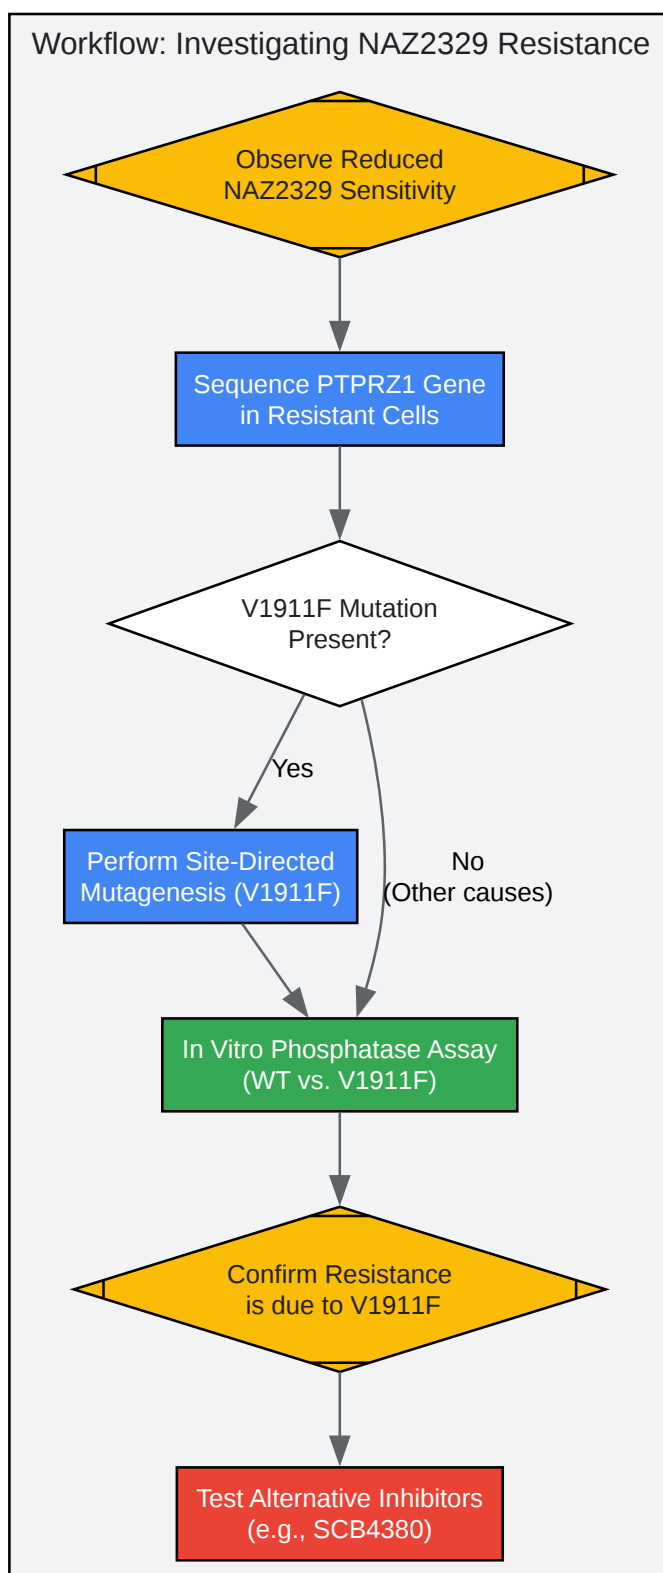 Workflow: Investigating NAZ2329 Resistance
Observe Reduced
NAZ2329 Sensitivity
Sequence PTPRZ1 Gene
in Resistant Cells
V1911F Mutation
Present?
Yes
No
(Other causes)
Perform Site-Directed
Mutagenesis (V1911F)
In Vitro Phosphatase Assay
(WT vs. V1911F)
Confirm Resistance
is due to V1911F
Test Alternative Inhibitors
(e.g., SCB4380)